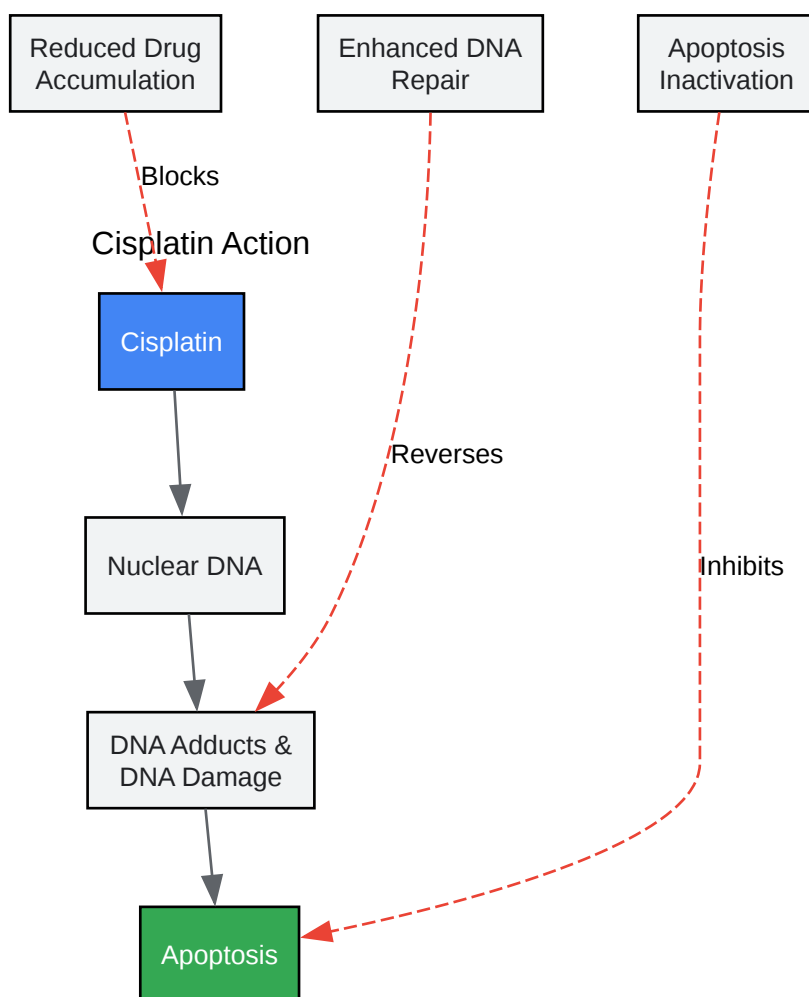 Reduced Drug
Accumulation
Enhanced DNA
Repair
Apoptosis
Inactivation
Blocks
Cisplatin Action
Cisplatin
Reverses
Nuclear DNA
Inhibits
DNA Adducts &
DNA Damage
Apoptosis